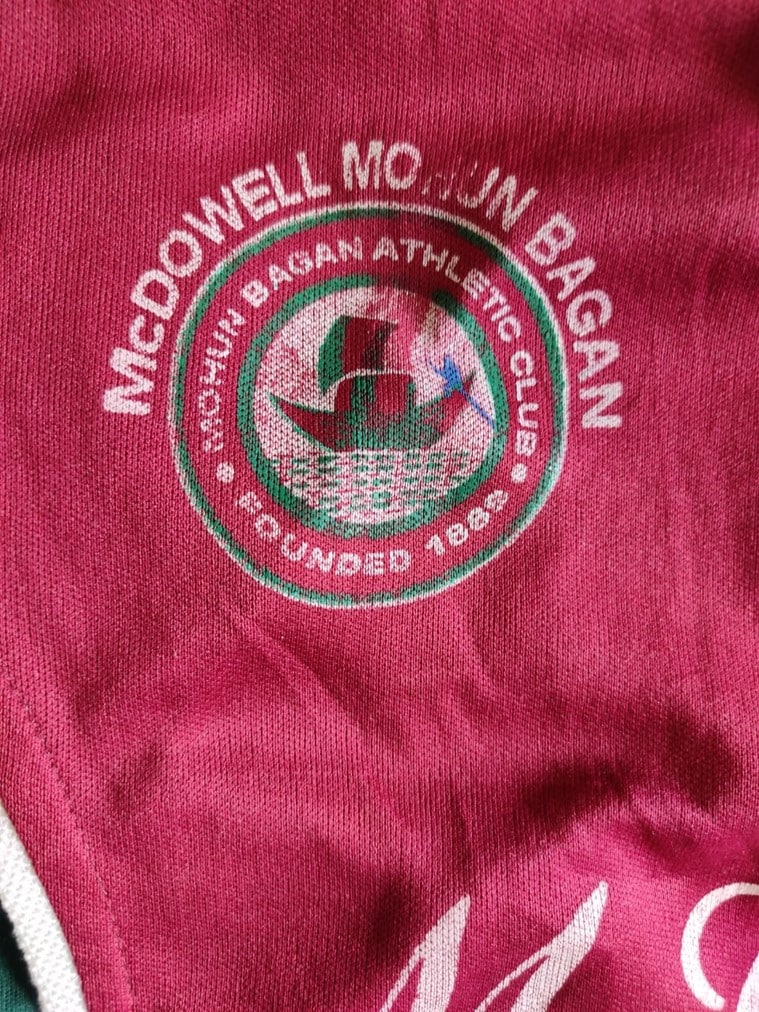 McDOWELL MOHUN BAGAN
MOHUN BAGAN ATHLETIC CLUB
• FOUNDED 1889 •